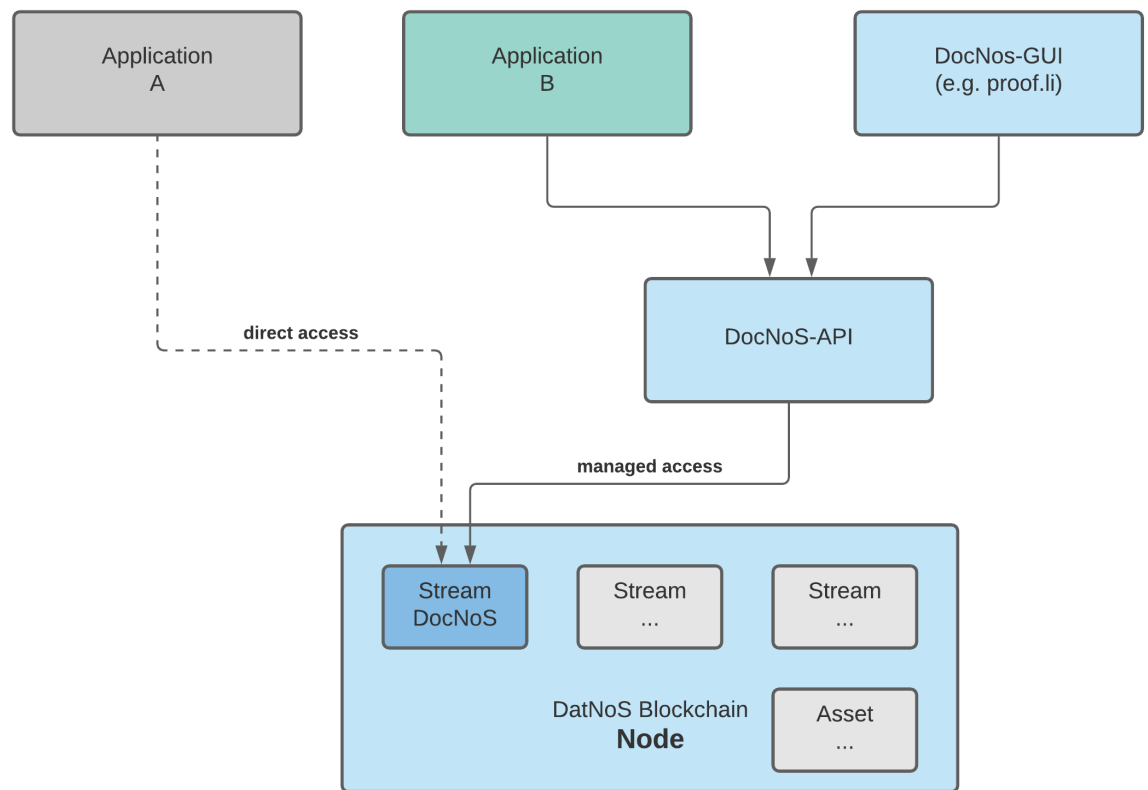 Application
A
Application
B
DocNos-GUI
(e.g. proof.li)
direct access
DocNoS-API
managed access
Stream
DocNoS
Stream
...
Stream
...
DatNoS Blockchain
Node
Asset
...